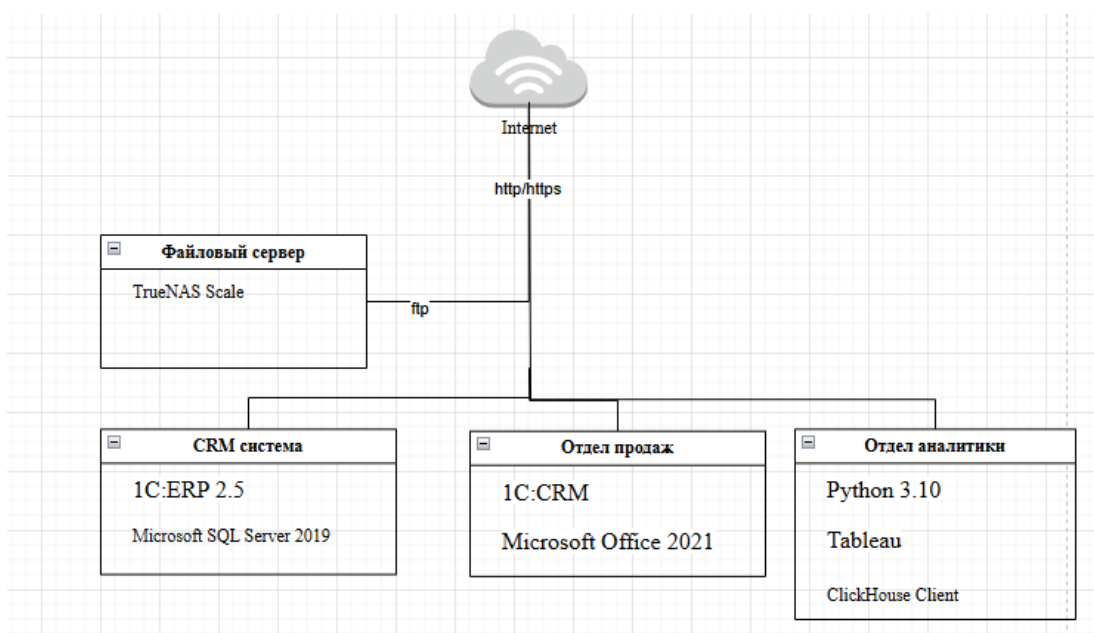 Internet
http/https
Файловый сервер
TrueNAS Scale
ftp
CRM система
1C:ERP 2.5
Microsoft SQL Server 2019
Отдел продаж
1C:CRM
Microsoft Office 2021
Отдел аналитики
Python 3.10
Tableau
ClickHouse Client